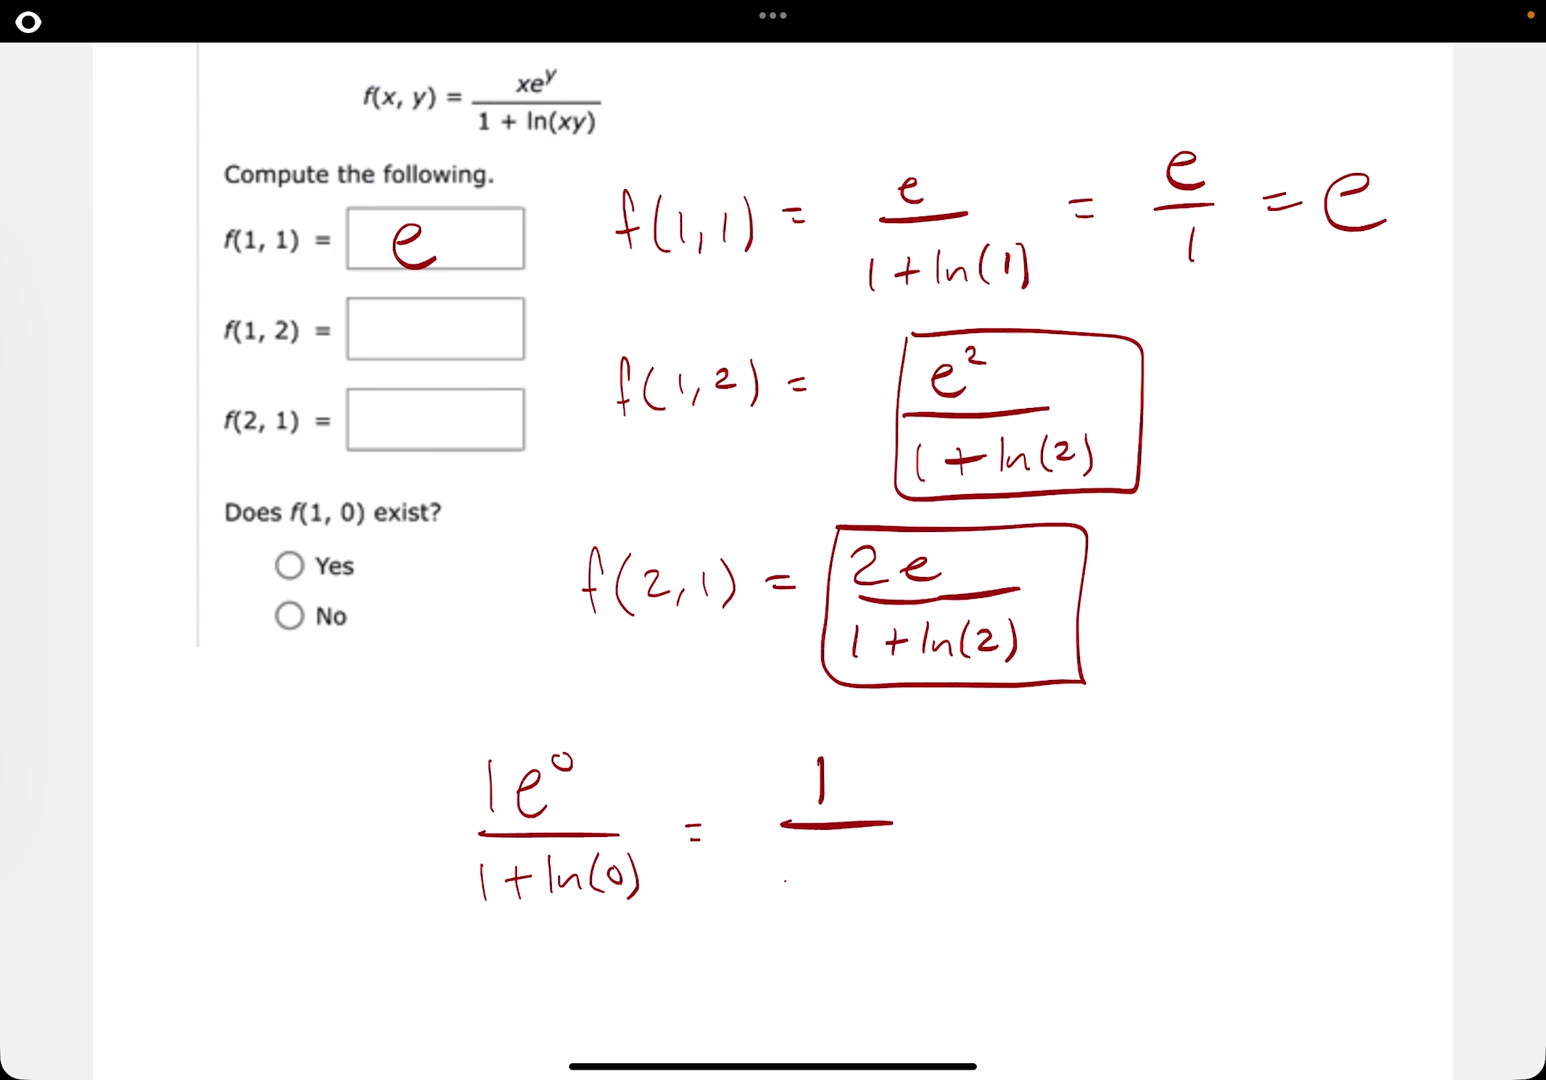 f(x, y) = xe^y / 1 + ln(xy)
Compute the following.
f(1, 1) = e
f(1,1) = e / 1 + ln(1) = e / 1 = e
f(1, 2) =
f(1,2) = e^2 / 1 + ln(2)
f(2, 1) =
Does f(1, 0) exist?
Yes
No
f(2,1) = 2e / 1 + ln(2)
1e^0 / 1 + ln(0) = 1